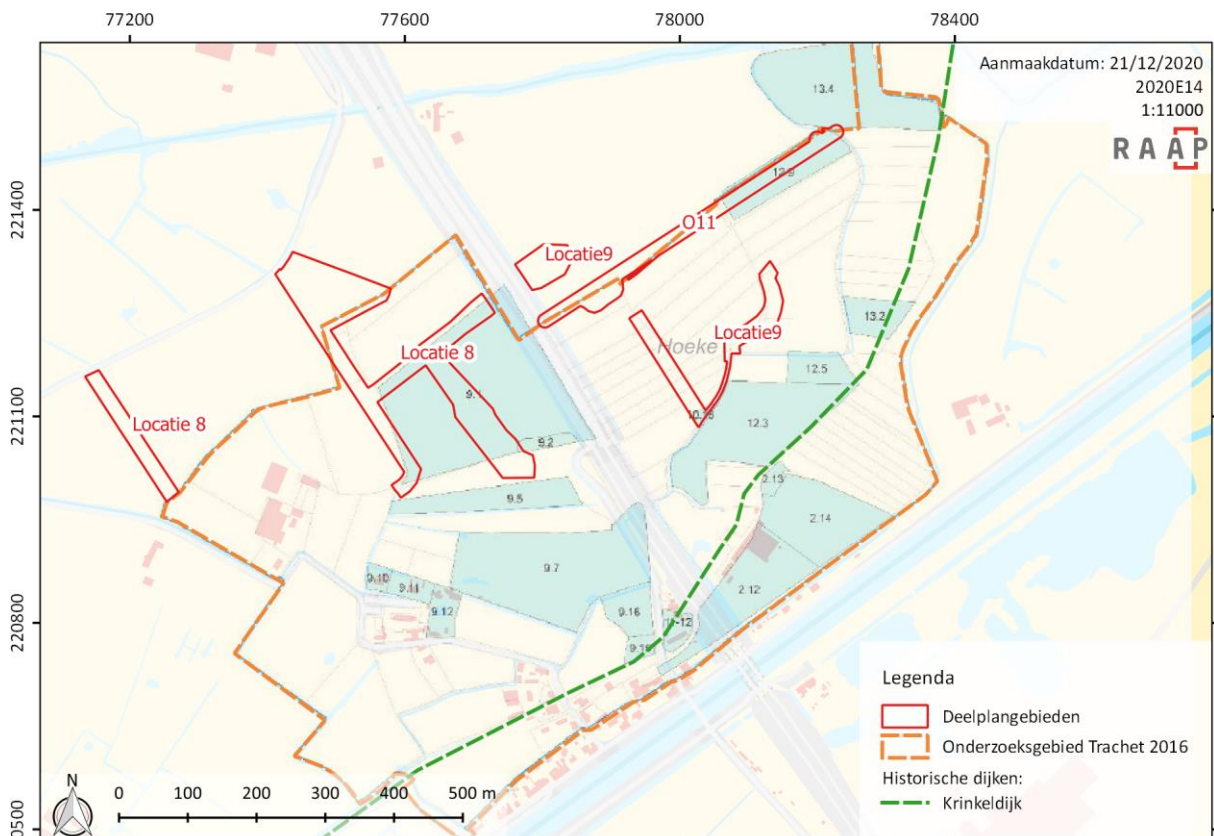 77200
77600
78000
78400
Aanmaakdatum: 21/12/2020
2020E14
1:11000
RAAP
13.4
221400
12.9
O11
Locatie9
13.2
Locatie9
Hoeke
Locatie 8
12.5
221100
9.1
Locatie 8
12.3
9.2
2.13
9.5
2.14
9.7
9.10
9.11
9.12
9.16
2.12
220800
Legenda
Deelplangebieden
Onderzoeksgebied Trachet 2016
Historische dijken:
Krinkeldijk
N
0 100 200 300 400 500 m